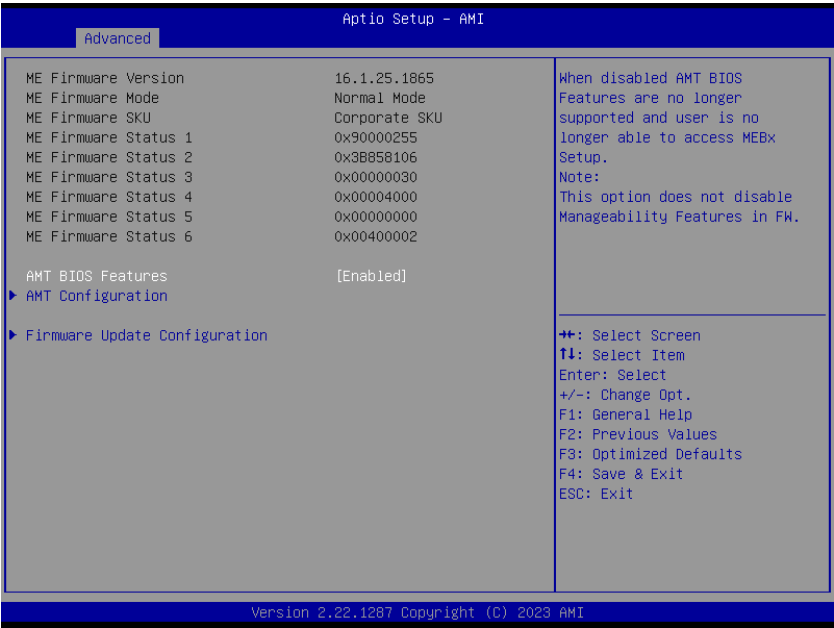 Aptio Setup - AMI
Advanced
ME Firmware Version 16.1.25.1865
ME Firmware Mode Normal Mode
ME Firmware SKU Corporate SKU
ME Firmware Status 1 0x90000255
ME Firmware Status 2 0x3B858106
ME Firmware Status 3 0x00000030
ME Firmware Status 4 0x00004000
ME Firmware Status 5 0x00000000
ME Firmware Status 6 0x00400002
AMT BIOS Features [Enabled]
▶ AMT Configuration
▶ Firmware Update Configuration
When disabled AMT BIOS
Features are no longer
supported and user is no
longer able to access MEBx
Setup.
Note:
This option does not disable
Manageability Features in FW.
→←: Select Screen
↑↓: Select Item
Enter: Select
+/-: Change Opt.
F1: General Help
F2: Previous Values
F3: Optimized Defaults
F4: Save & Exit
ESC: Exit
Version 2.22.1287 Copyright (C) 2023 AMI